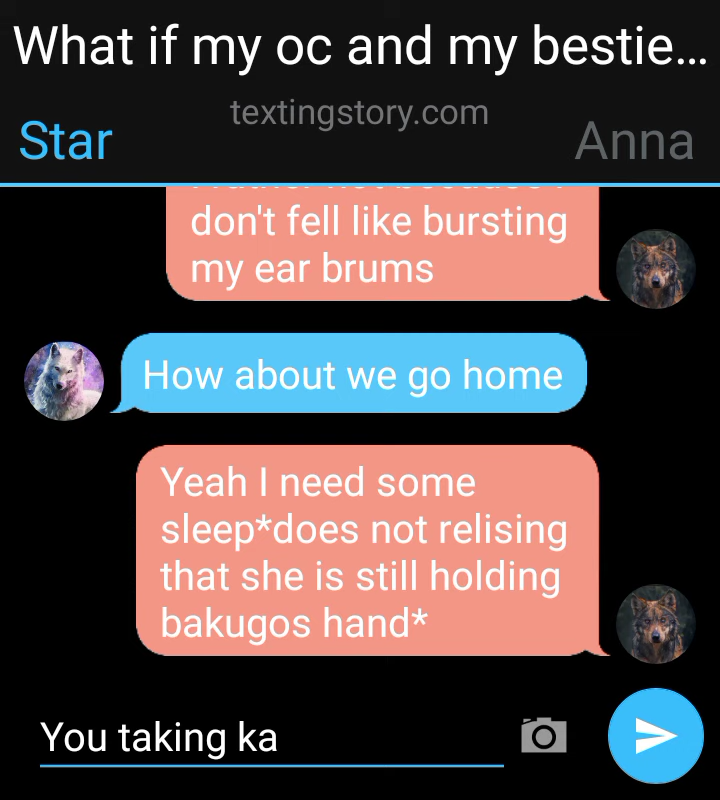 What if my oc and my bestie...
textingstory.com
Star
Anna
don't fell like bursting
my ear brums
How about we go home
Yeah I need some
sleep*does not relising
that she is still holding
bakugos hand*
You taking ka